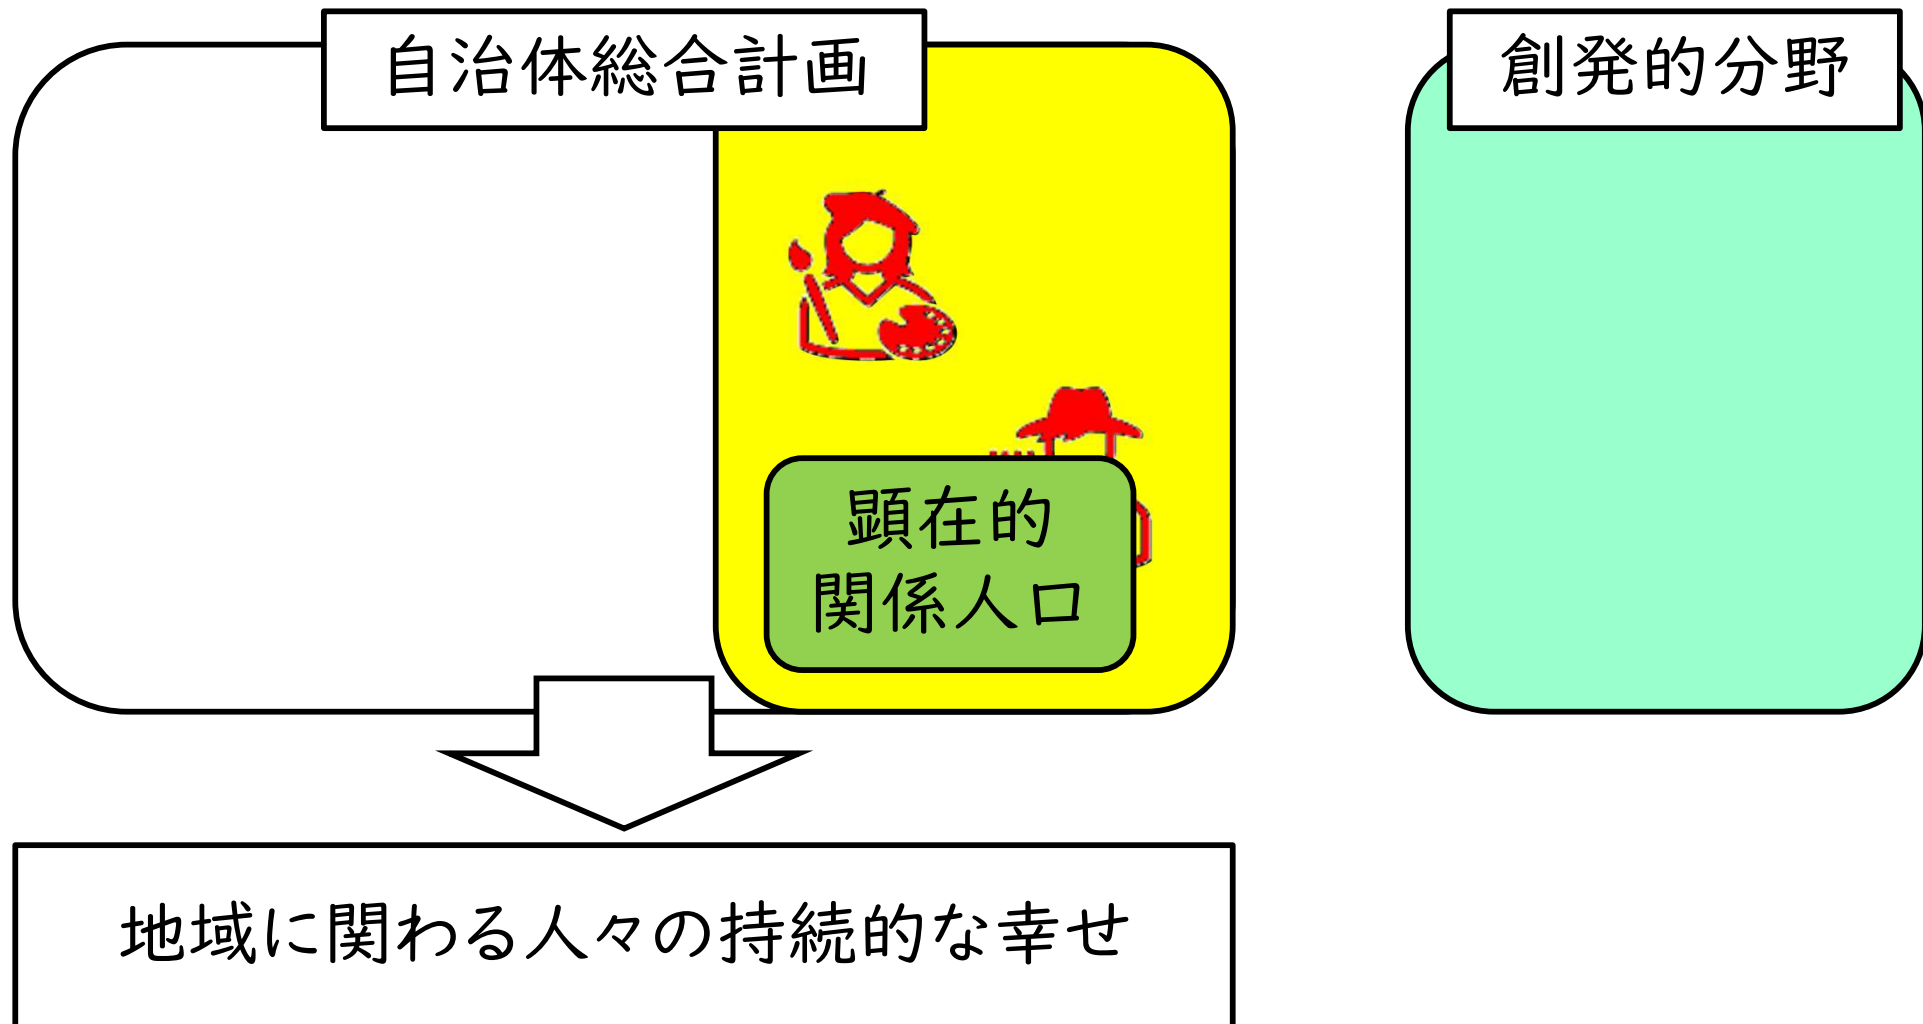 自治体総合計画
創発的分野
顕在的
関係人口
地域に関わる人々の持続的な幸せ